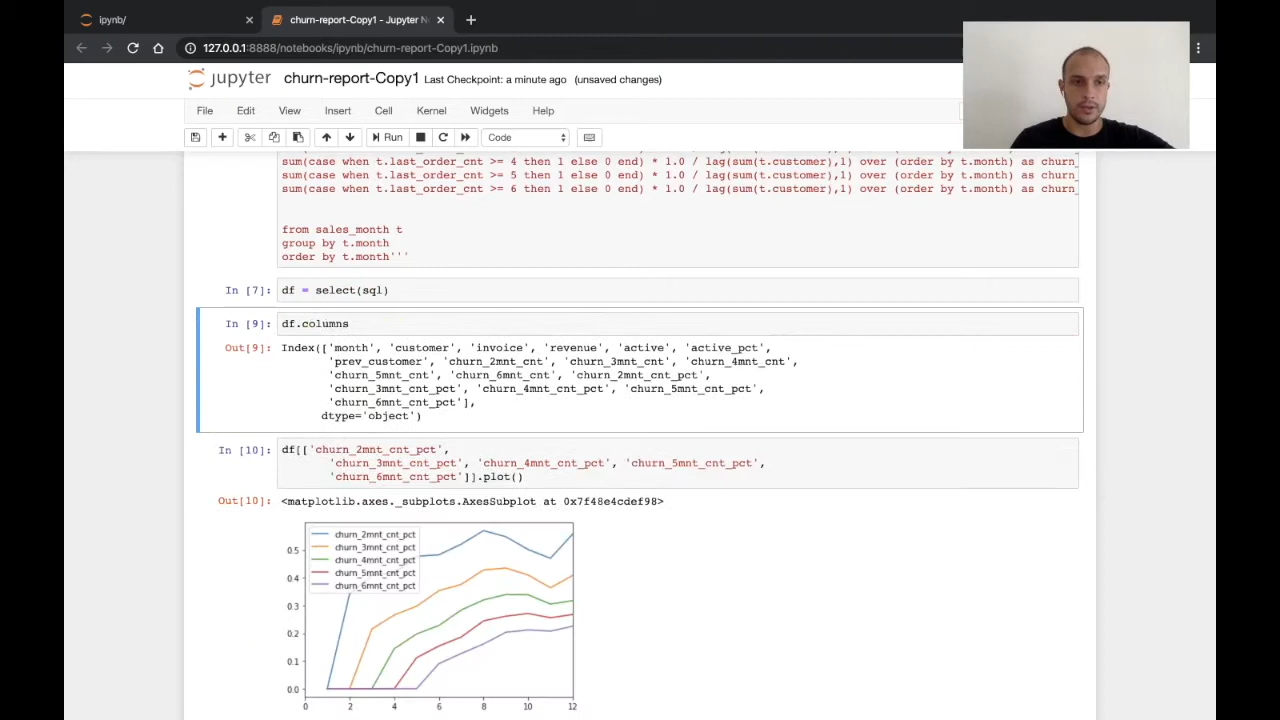 ipynb/
churn-report-Copy1 - Jupyter N
127.0.0.1:8888/notebooks/ipynb/churn-report-Copy1.ipynb
jupyter churn-report-Copy1 Last Checkpoint: a minute ago (unsaved changes)
File Edit View Insert Cell Kernel Widgets Help
Run Code
sum(case when t.last_order_cnt >= 4 then 1 else 0 end) * 1.0 / lag(sum(t.customer),1) over (order by t.month) as churn_
sum(case when t.last_order_cnt >= 5 then 1 else 0 end) * 1.0 / lag(sum(t.customer),1) over (order by t.month) as churn_
sum(case when t.last_order_cnt >= 6 then 1 else 0 end) * 1.0 / lag(sum(t.customer),1) over (order by t.month) as churn_
from sales_month t
group by t.month
order by t.month'''
In [7]: df = select(sql)
In [9]: df.columns
Out[9]: Index(['month', 'customer', 'invoice', 'revenue', 'active', 'active_pct',
'prev_customer', 'churn_2mnt_cnt', 'churn_3mnt_cnt', 'churn_4mnt_cnt',
'churn_5mnt_cnt', 'churn_6mnt_cnt', 'churn_2mnt_cnt_pct',
'churn_3mnt_cnt_pct', 'churn_4mnt_cnt_pct', 'churn_5mnt_cnt_pct',
'churn_6mnt_cnt_pct'],
dtype='object')
In [10]: df[['churn_2mnt_cnt_pct',
'churn_3mnt_cnt_pct', 'churn_4mnt_cnt_pct', 'churn_5mnt_cnt_pct',
'churn_6mnt_cnt_pct']].plot()
Out[10]: <matplotlib.axes._subplots.AxesSubplot at 0x7f48e4cdef98>
churn_2mnt_cnt_pct
churn_3mnt_cnt_pct
churn_4mnt_cnt_pct
churn_5mnt_cnt_pct
churn_6mnt_cnt_pct
0.5
0.4
0.3
0.2
0.1
0.0
0 2 4 6 8 10 12